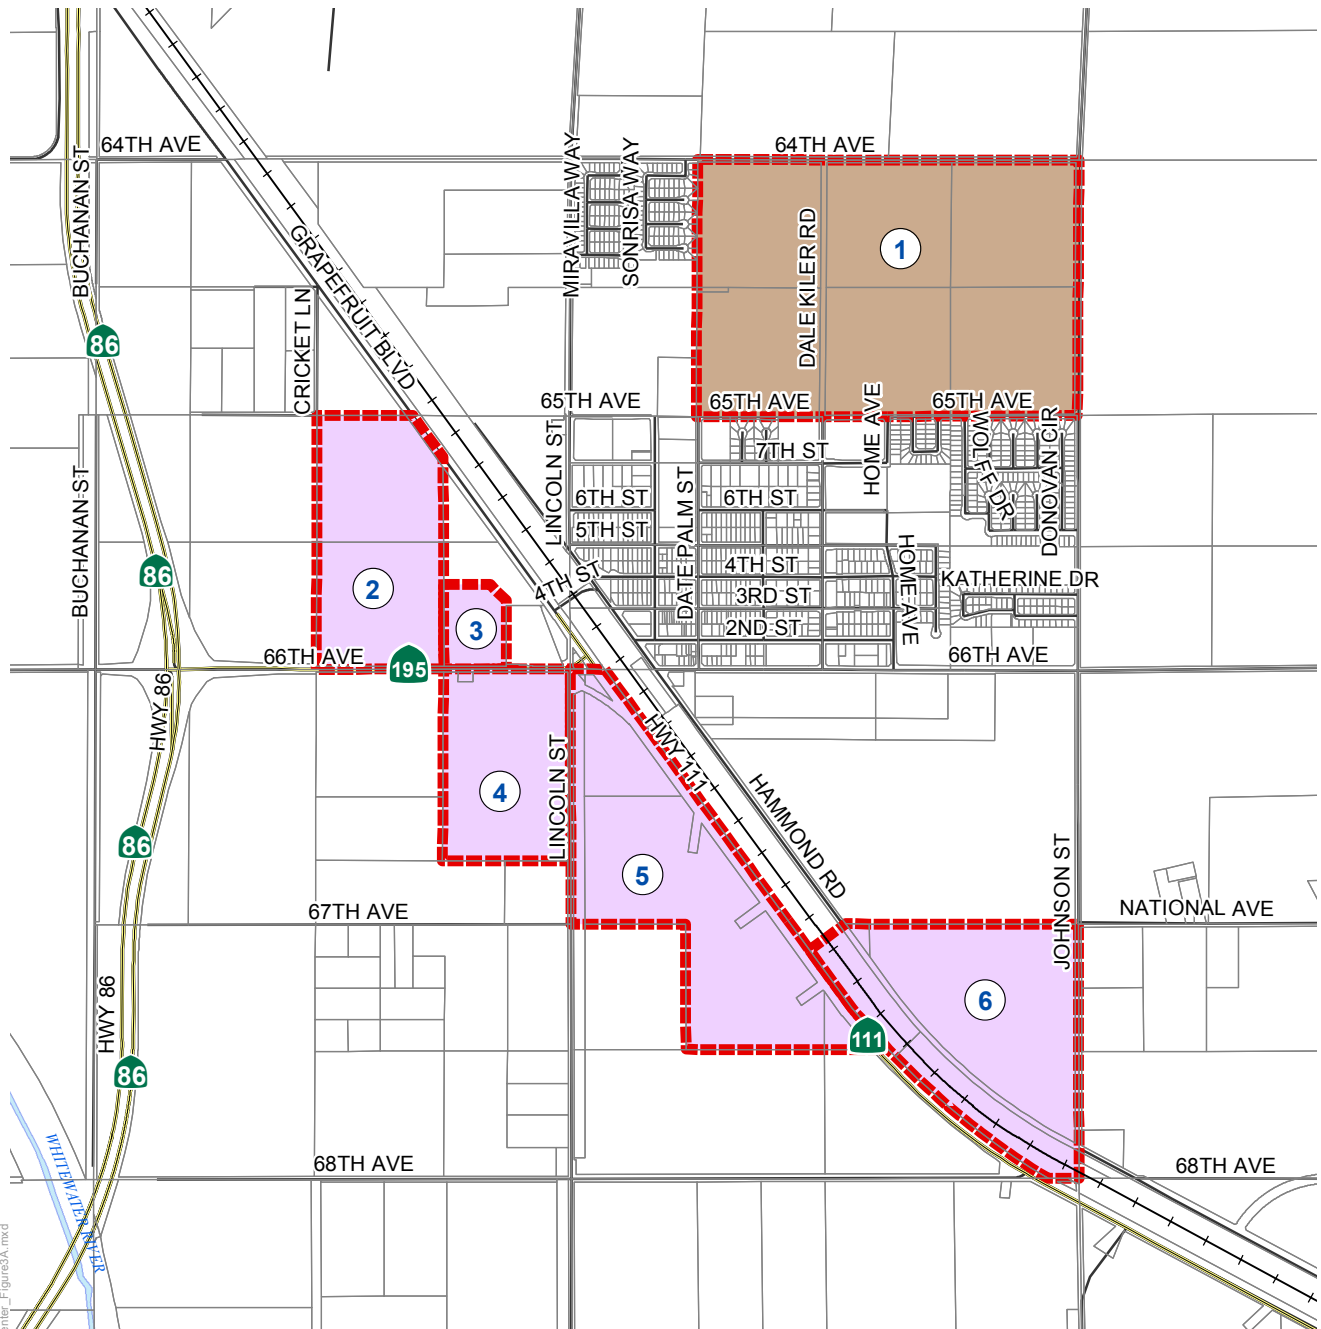 64TH AVE
64TH AVE
BUCHANAN ST
MIRAVILLA WAY
SONRISA WAY
DALE KILER RD
1
GRAPEFRUIT BLVD
CRICKET LN
86
65TH AVE
65TH AVE
65TH AVE
HOME AVE
WOLFF DR
DONOVAN CIR
7TH ST
LINCOLN ST
6TH ST
6TH ST
DATE PALM ST
5TH ST
BUCHANAN ST
86
2
4TH ST
4TH ST
HOME AVE
KATHERINE DR
3RD ST
3
2ND ST
66TH AVE
195
66TH AVE
HWY 86
HWY 111
LINCOLN ST
4
HAMMOND RD
86
5
JOHNSON ST
67TH AVE
NATIONAL AVE
HWY 86
6
111
86
WHITEWATER RIVER
68TH AVE
68TH AVE
enter_Figure3A.mxd